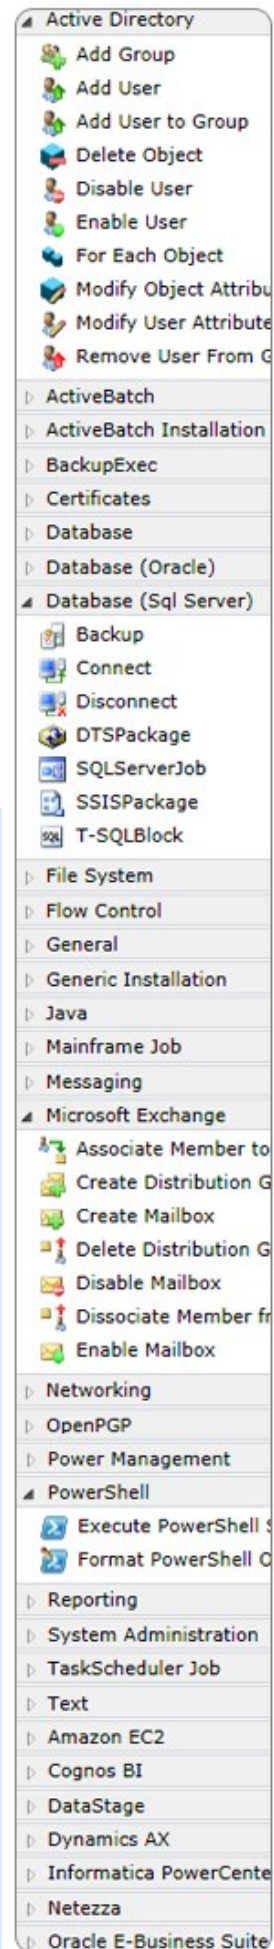 Active Directory
Add Group
Add User
Add User to Group
Delete Object
Disable User
Enable User
For Each Object
Modify Object Attribu
Modify User Attribute
Remove User From G
ActiveBatch
ActiveBatch Installation
BackupExec
Certificates
Database
Database (Oracle)
Database (Sql Server)
Backup
Connect
Disconnect
DTSPackage
SQLServerJob
SSISPackage
SQL T-SQLBlock
File System
Flow Control
General
Generic Installation
Java
Mainframe Job
Messaging
Microsoft Exchange
Associate Member to
Create Distribution G
Create Mailbox
Delete Distribution G
Disable Mailbox
Dissociate Member fr
Enable Mailbox
Networking
OpenPGP
Power Management
PowerShell
Execute PowerShell S
Format PowerShell O
Reporting
System Administration
TaskScheduler Job
Text
Amazon EC2
Cognos BI
DataStage
Dynamics AX
Informatica PowerCente
Netezza
Oracle E-Business Suite